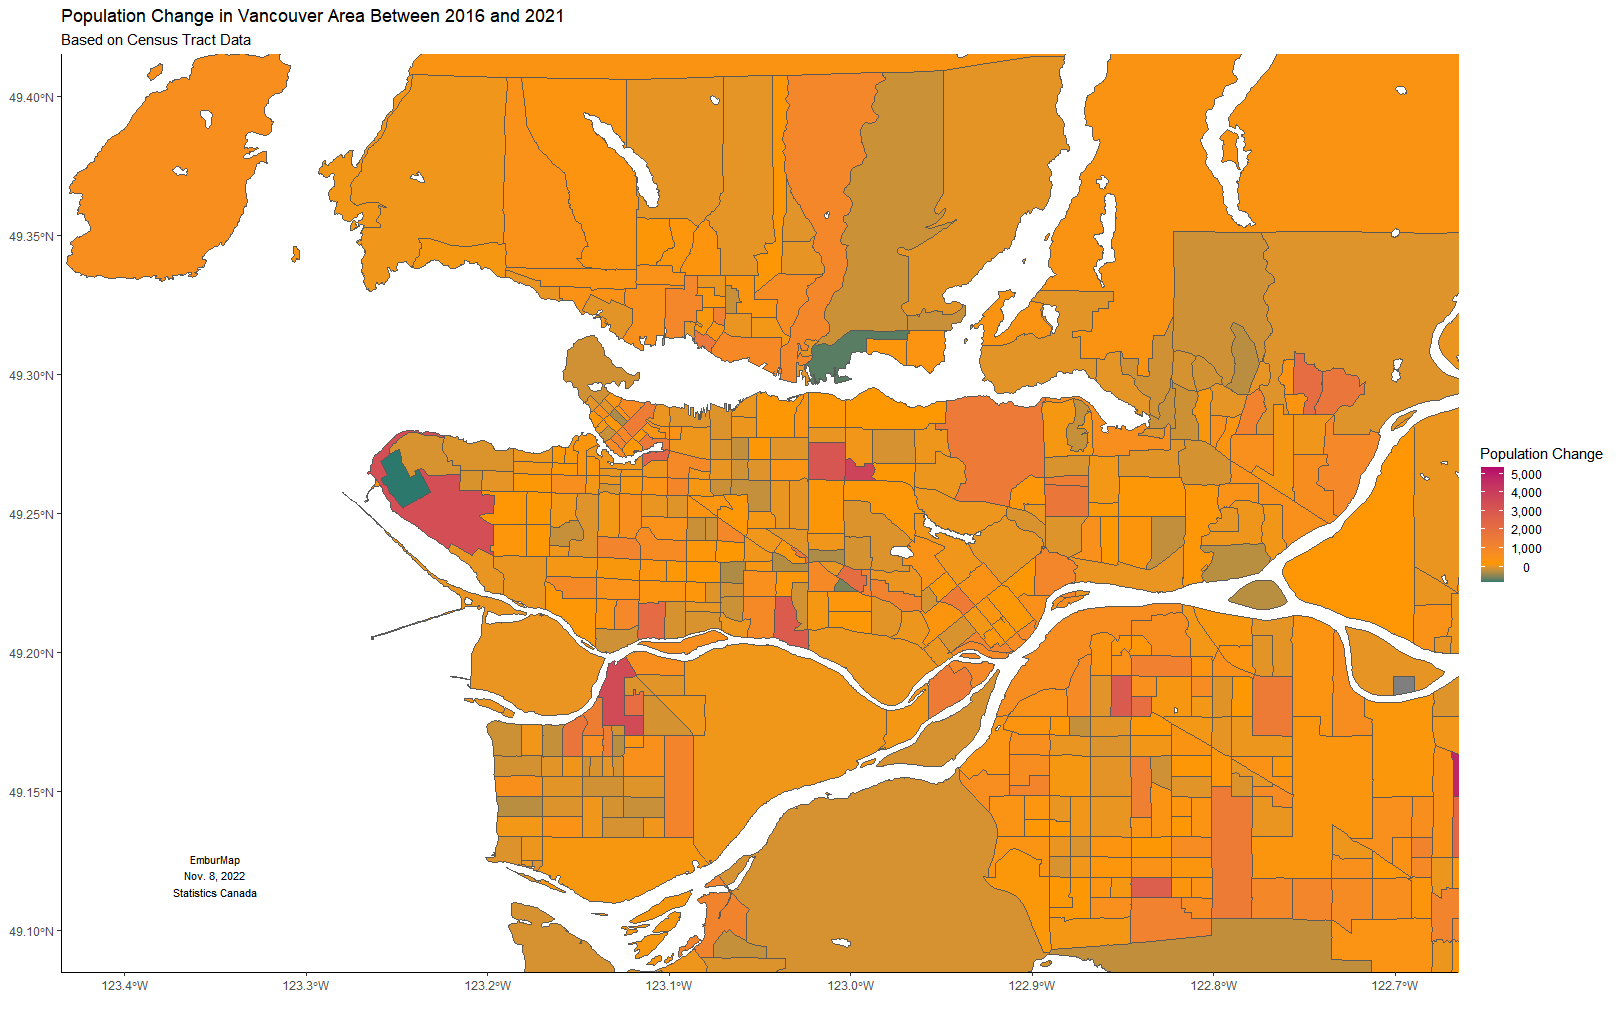 Population Change in Vancouver Area Between 2016 and 2021
Based on Census Tract Data
49.40°N
49.35°N
49.30°N
49.25°N
49.20°N
49.15°N
49.10°N
123.4°W
123.3°W
123.2°W
123.1°W
123.0°W
122.9°W
122.8°W
122.7°W
EmburMap
Nov. 8, 2022
Statistics Canada
Population Change
5,000
4,000
3,000
2,000
1,000
0